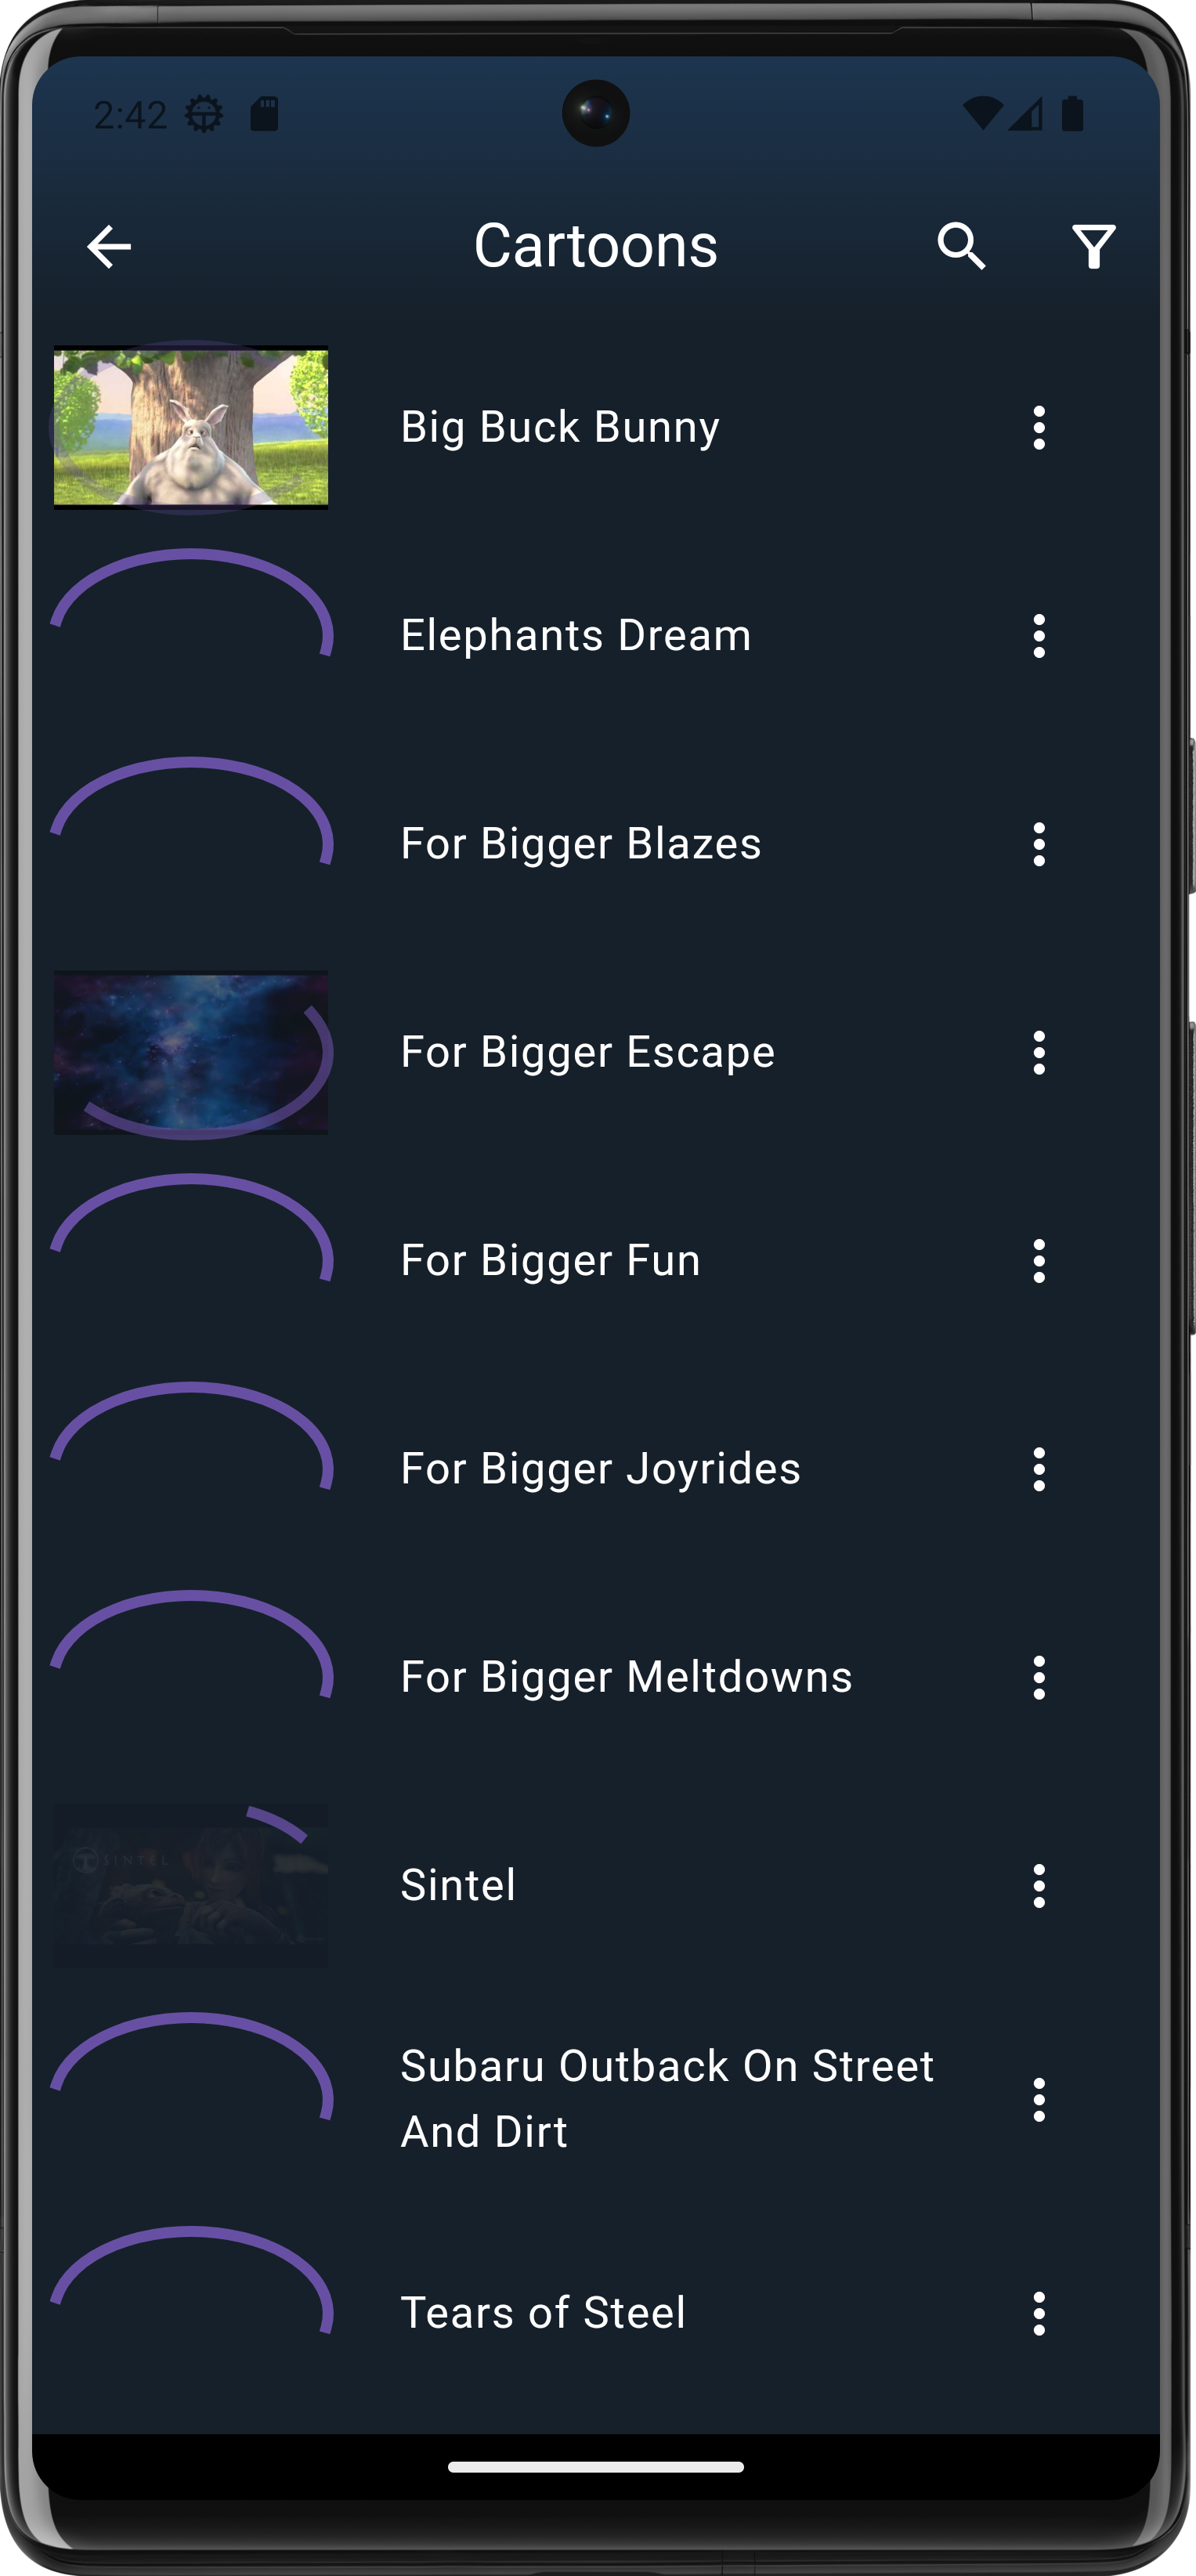 2:42
Cartoons
Big Buck Bunny
Elephants Dream
For Bigger Blazes
For Bigger Escape
For Bigger Fun
For Bigger Joyrides
For Bigger Meltdowns
SINTEL
Sintel
Subaru Outback On Street
And Dirt
Tears of Steel